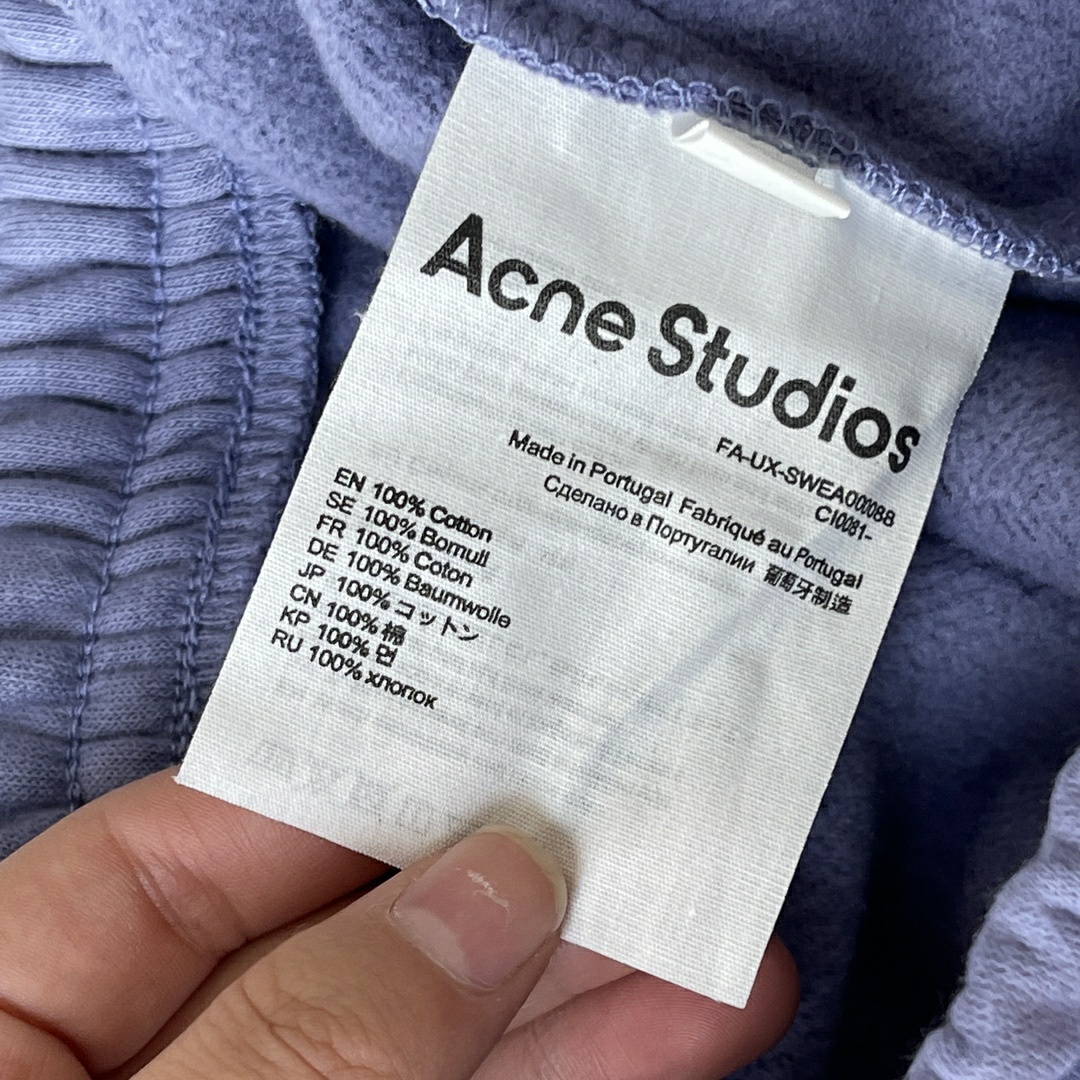 Acne Studios
FA-UX-SWEA000088
CI0081-
Made in Portugal Fabriqué au Portugal
Сделано в Португалии 葡萄牙制造
EN 100% Cotton
SE 100% Bomull
FR 100% Coton
DE 100% Baumwolle
JP 100% コットン
CN 100% 棉
KP 100% 면
RU 100% хлопок